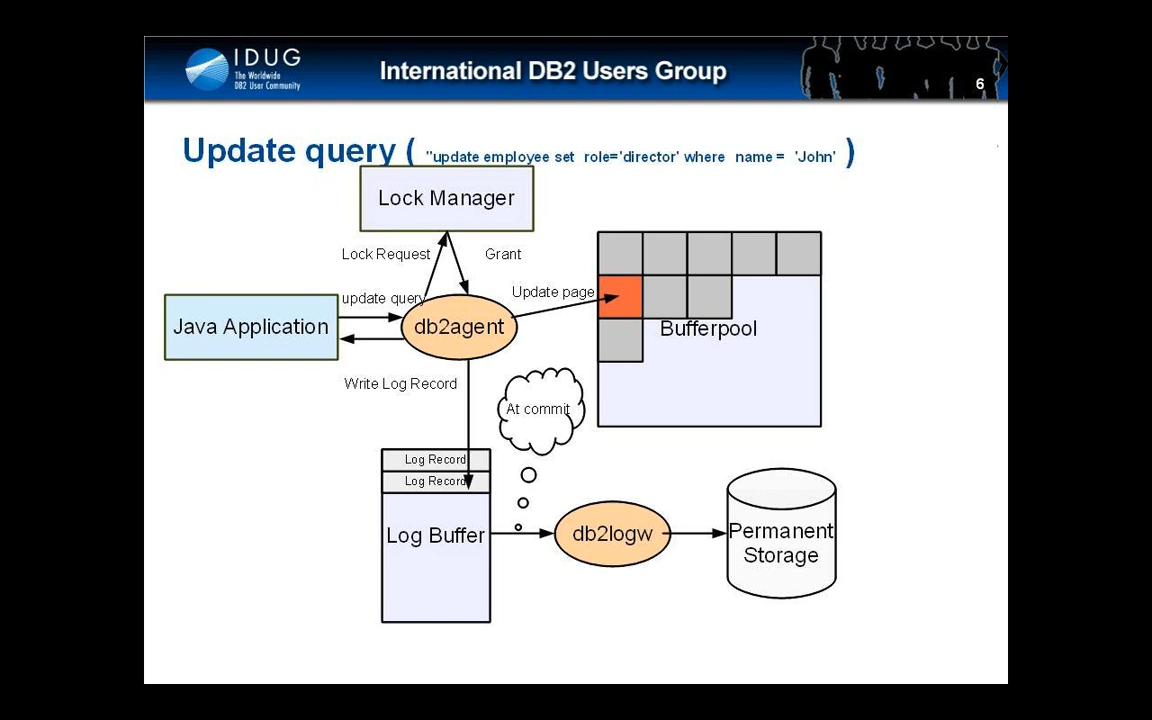 IDUG
The Worldwide
DB2 User Community
International DB2 Users Group
6
Update query ( "update employee set role='director' where name = 'John' )
Lock Manager
Lock Request
Grant
update query
Update page
Java Application
db2agent
Bufferpool
Write Log Record
At commit
Log Record
Log Record
Log Buffer
db2logw
Permanent
Storage